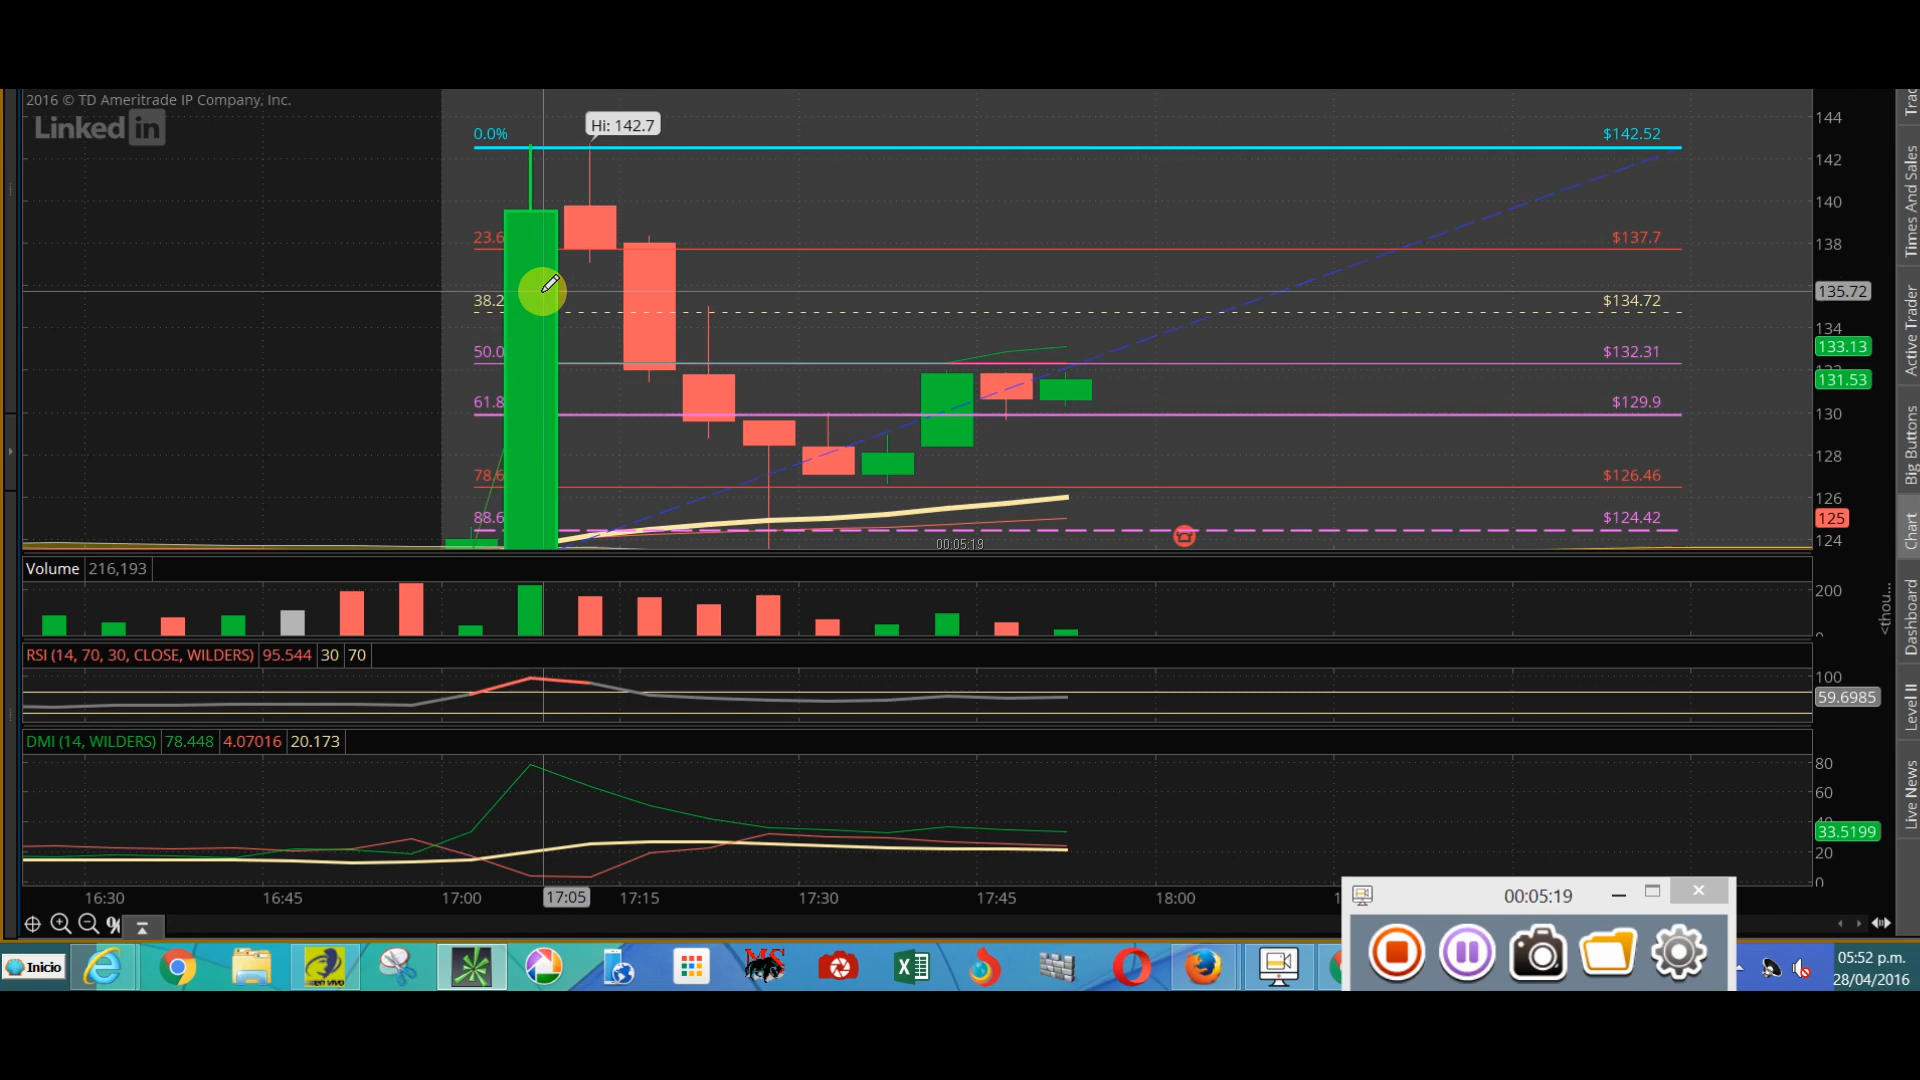 2016 © TD Ameritrade IP Company, Inc.
Linked in
Hi: 142.7
0.0%
$142.52
23.6
$137.7
38.2
$134.72
50.0
$132.31
61.8
$129.9
78.6
$126.46
88.6
$124.42
00:05:19
144
142
140
138
135.72
134
133.13
131.53
130
128
126
125
124
Volume 216,193
200
<thou...
RSI (14, 70, 30, CLOSE, WILDERS) 95.544 30 70
100
59.6985
DMI (14, WILDERS) 78.448 4.07016 20.173
80
60
33.5199
20
0
16:30 16:45 17:00 17:05 17:15 17:30 17:45 18:00
Times And Sales
Active Trader
Big Buttons
Chart
Dashboard
Level II
Live News
00:05:19
Inicio
EN VIVO
MS
05:52 p.m.
28/04/2016